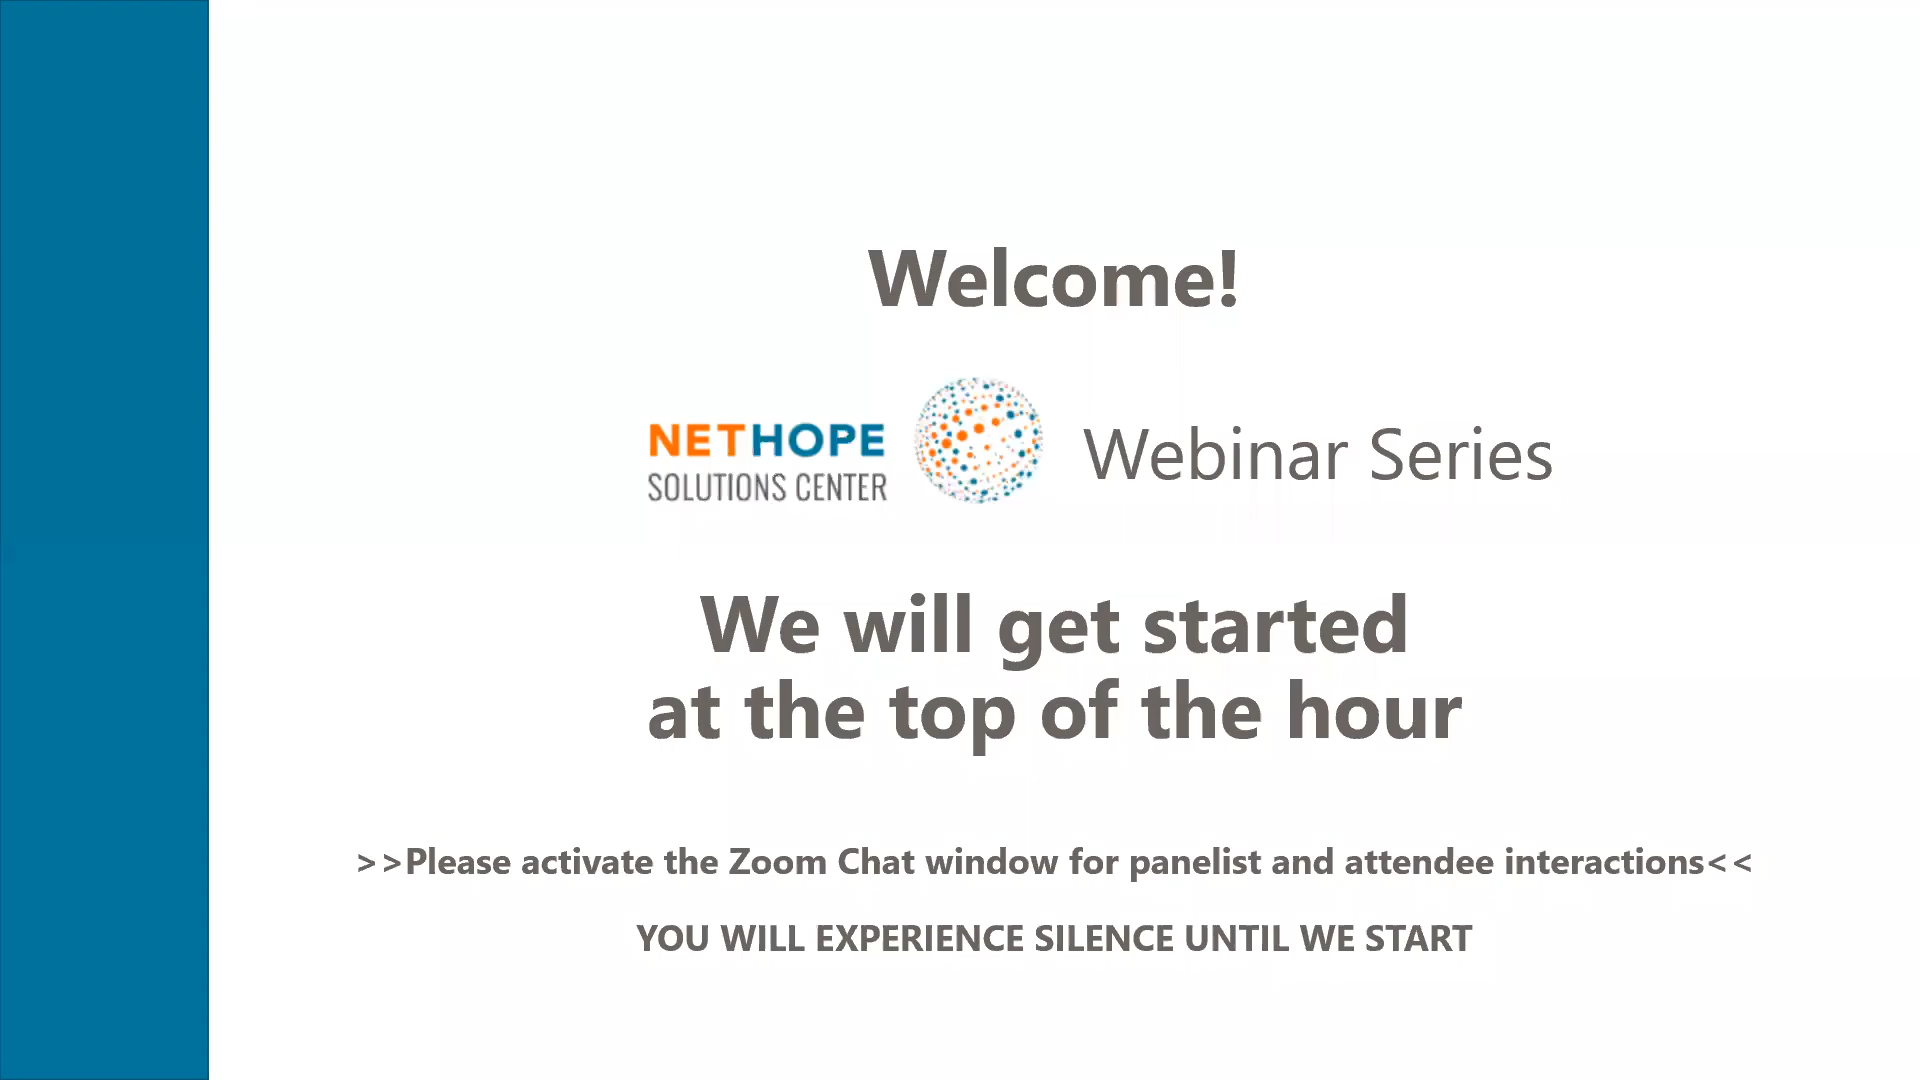 Welcome!
NETHOPE
SOLUTIONS CENTER
Webinar Series
We will get started
at the top of the hour
>>Please activate the Zoom Chat window for panelist and attendee interactions<<
YOU WILL EXPERIENCE SILENCE UNTIL WE START